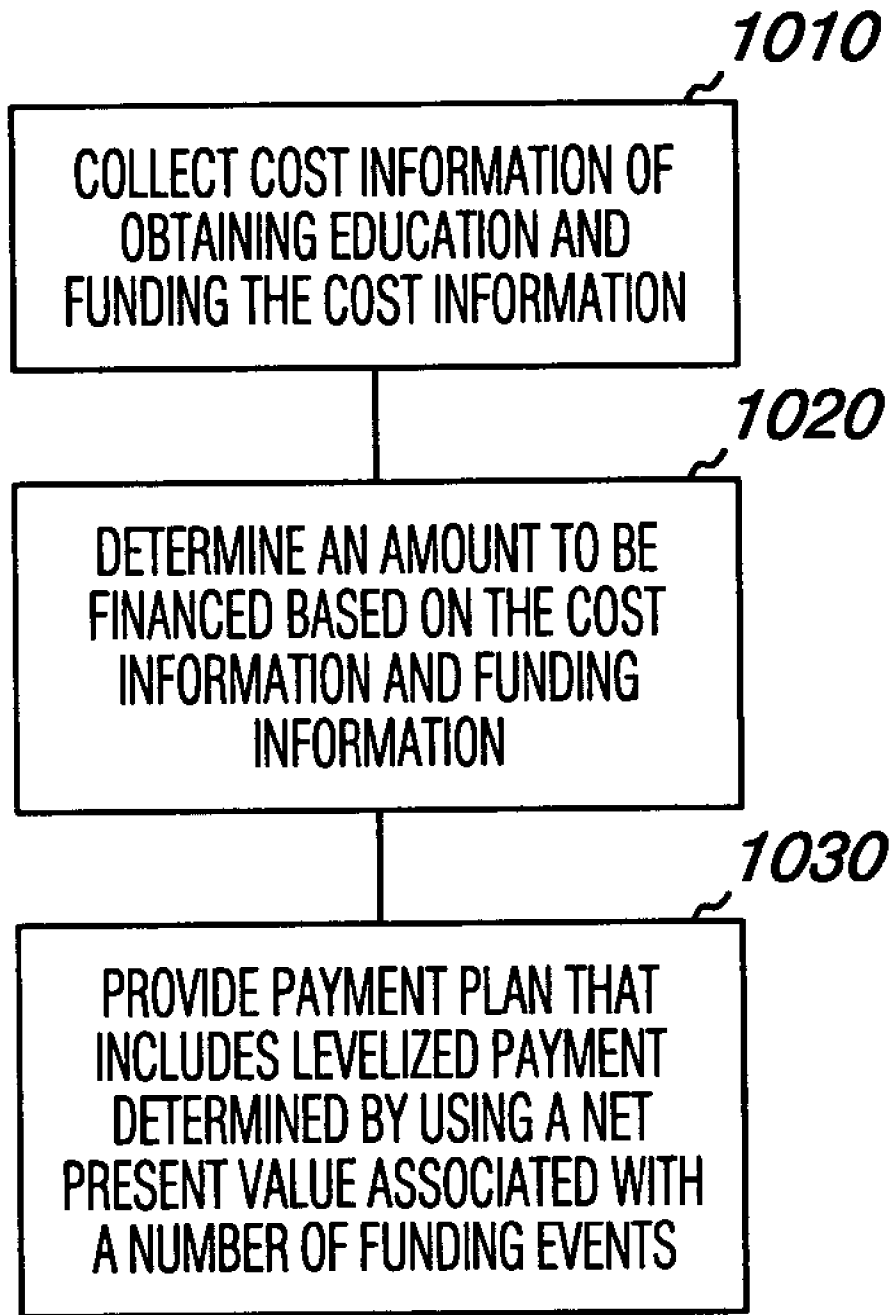 1010
COLLECT COST INFORMATION OF
OBTAINING EDUCATION AND
FUNDING THE COST INFORMATION
1020
DETERMINE AN AMOUNT TO BE
FINANCED BASED ON THE COST
INFORMATION AND FUNDING
INFORMATION
1030
PROVIDE PAYMENT PLAN THAT
INCLUDES LEVELIZED PAYMENT
DETERMINED BY USING A NET
PRESENT VALUE ASSOCIATED WITH
A NUMBER OF FUNDING EVENTS